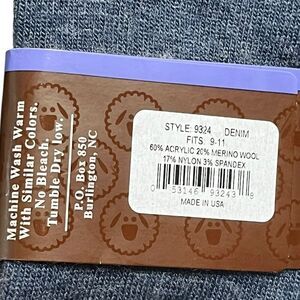 Machine Wash Warm
With Similar Colors.
No Bleach.
Tumble Dry low.
P.O. Box 850
Burlington, NC
STYLE: 9324 DENIM
FITS 9-11
60% ACRYLIC 20% MERINO WOOL
17% NYLON 3% SPANDEX
0 53146 93243 9
MADE IN USA